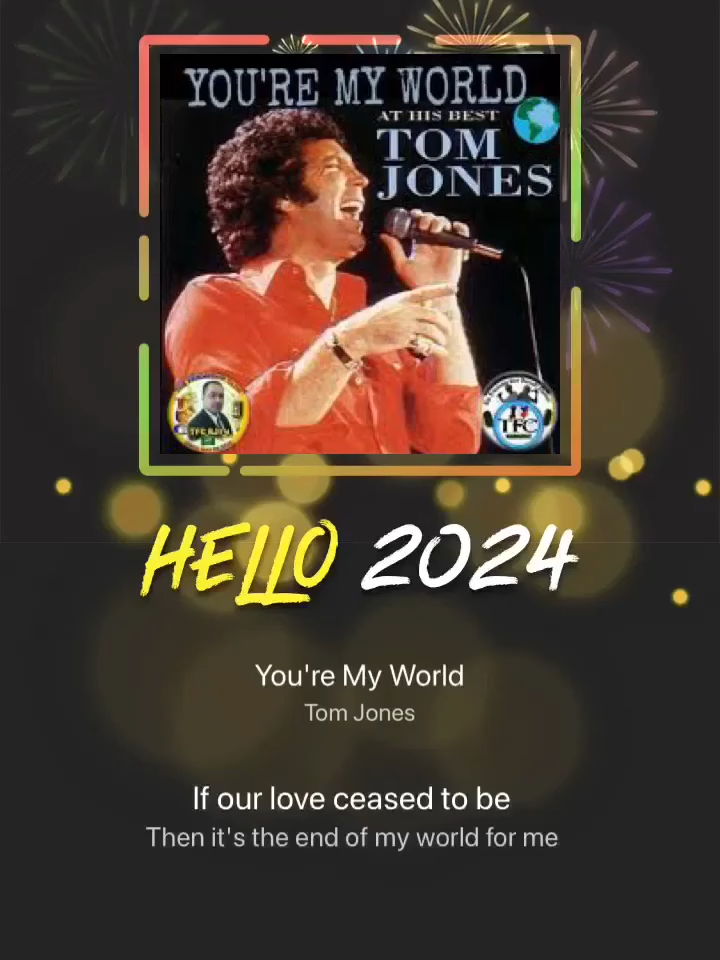 YOU'RE MY WORLD
AT HIS BEST
TOM
JONES
TFC
HELLO 2024
You're My World
Tom Jones
If our love ceased to be
Then it's the end of my world for me